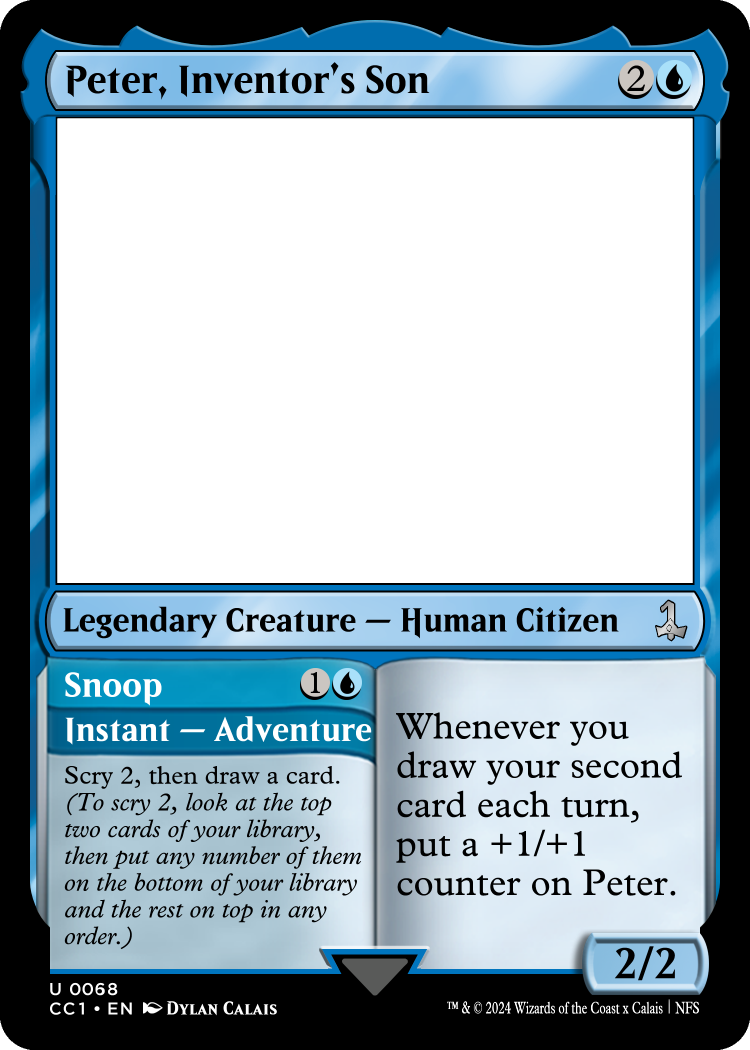 Peter, Inventor's Son 2
Legendary Creature — Human Citizen
Snoop 1
Instant — Adventure
Scry 2, then draw a card.
(To scry 2, look at the top
two cards of your library,
then put any number of them
on the bottom of your library
and the rest on top in any
order.)
Whenever you
draw your second
card each turn,
put a +1/+1
counter on Peter.
2/2
U 0068
CC1 • EN DYLAN CALAIS
™ & © 2024 Wizards of the Coast x Calais | NFS